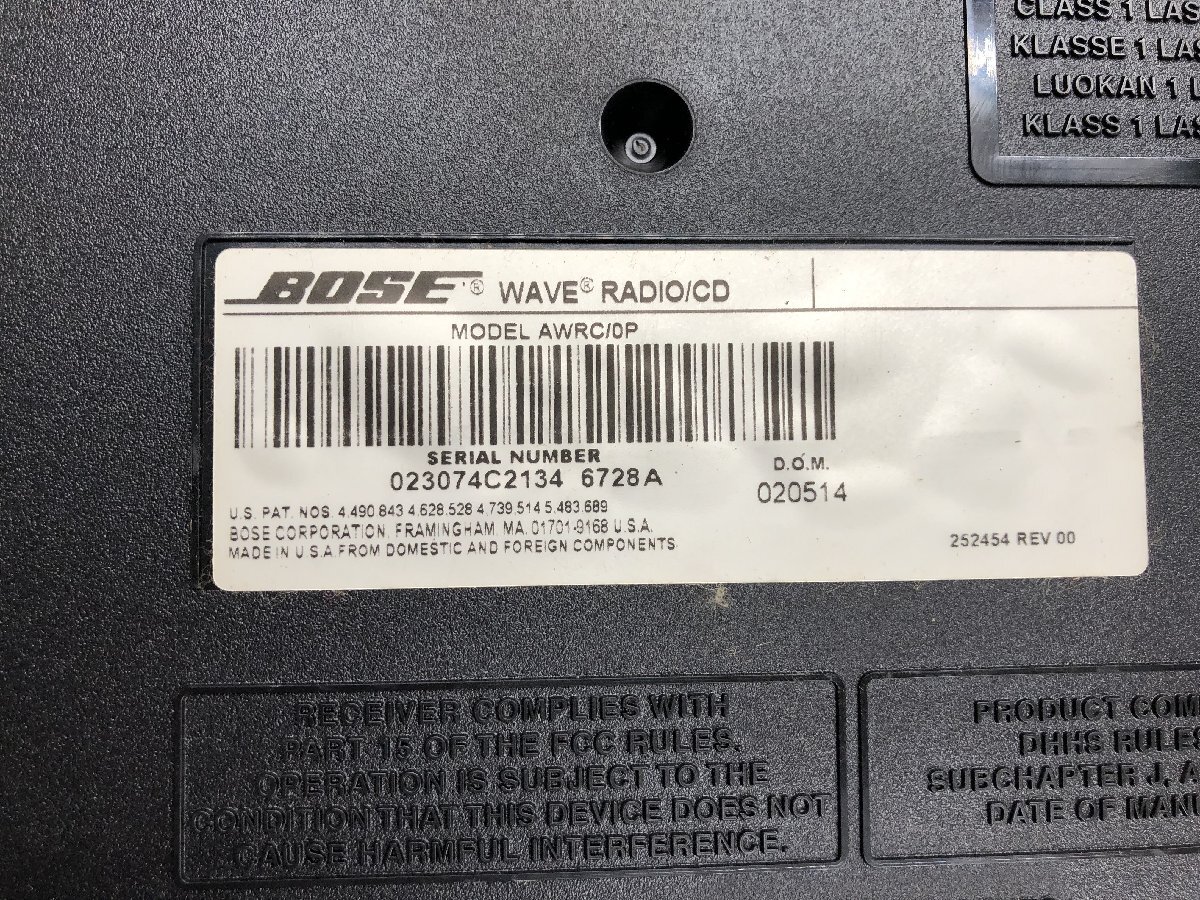 CLASS 1 LAS
KLASSE 1 LAS
LUOKAN 1 L
KLASS 1 LAS
BOSE® WAVE® RADIO/CD
MODEL AWRC/0P
SERIAL NUMBER
023074C2134 6728A
D.O.M.
020514
U.S. PAT. NOS. 4.490.843 4.628.528 4.739.514 5.483.689
BOSE CORPORATION, FRAMINGHAM, MA. 01701-9168 U.S.A.
MADE IN U.S.A FROM DOMESTIC AND FOREIGN COMPONENTS
252454 REV 00
RECEIVER COMPLIES WITH
PART 15 OF THE FCC RULES.
OPERATION IS SUBJECT TO THE
CONDITION THAT THIS DEVICE DOES NOT
CAUSE HARMFUL INTERFERENCE.
PRODUCT COM
DHHS RULES
SUBCHAPTER J, A
DATE OF MANU